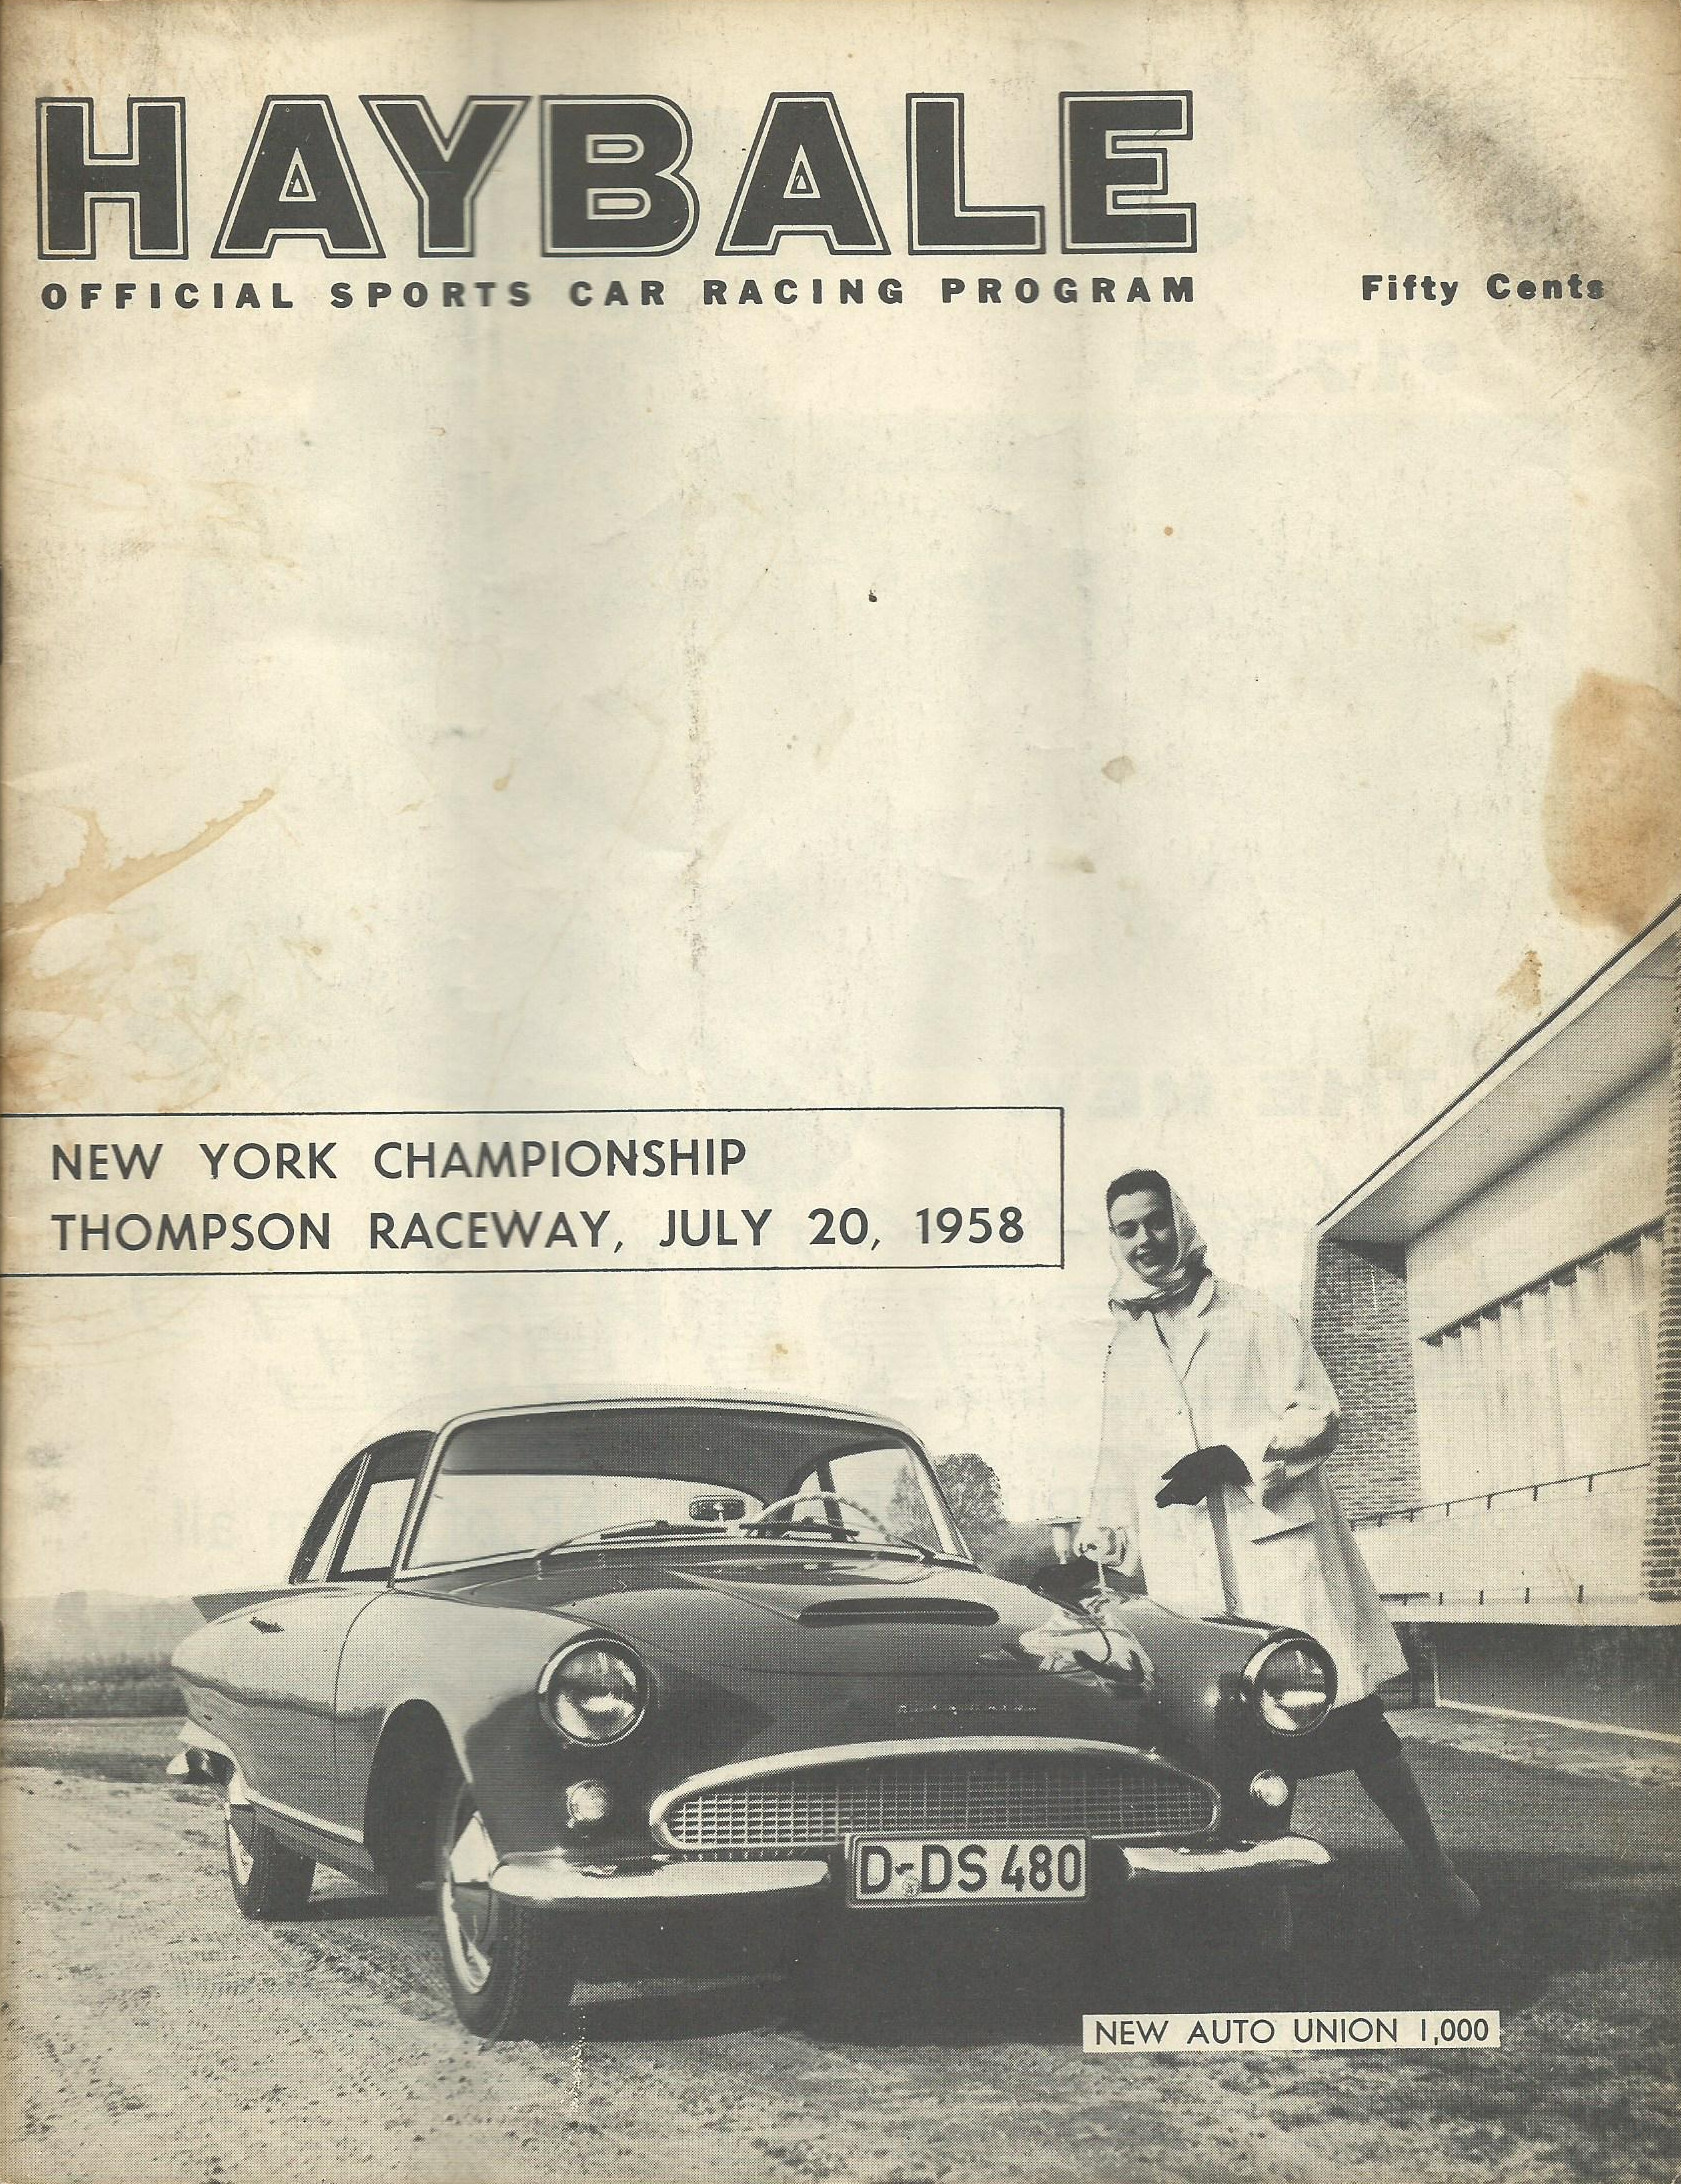 HAYBALE
OFFICIAL SPORTS CAR RACING PROGRAM
Fifty Cents
NEW YORK CHAMPIONSHIP
THOMPSON RACEWAY, JULY 20, 1958
D-DS 480
NEW AUTO UNION 1,000